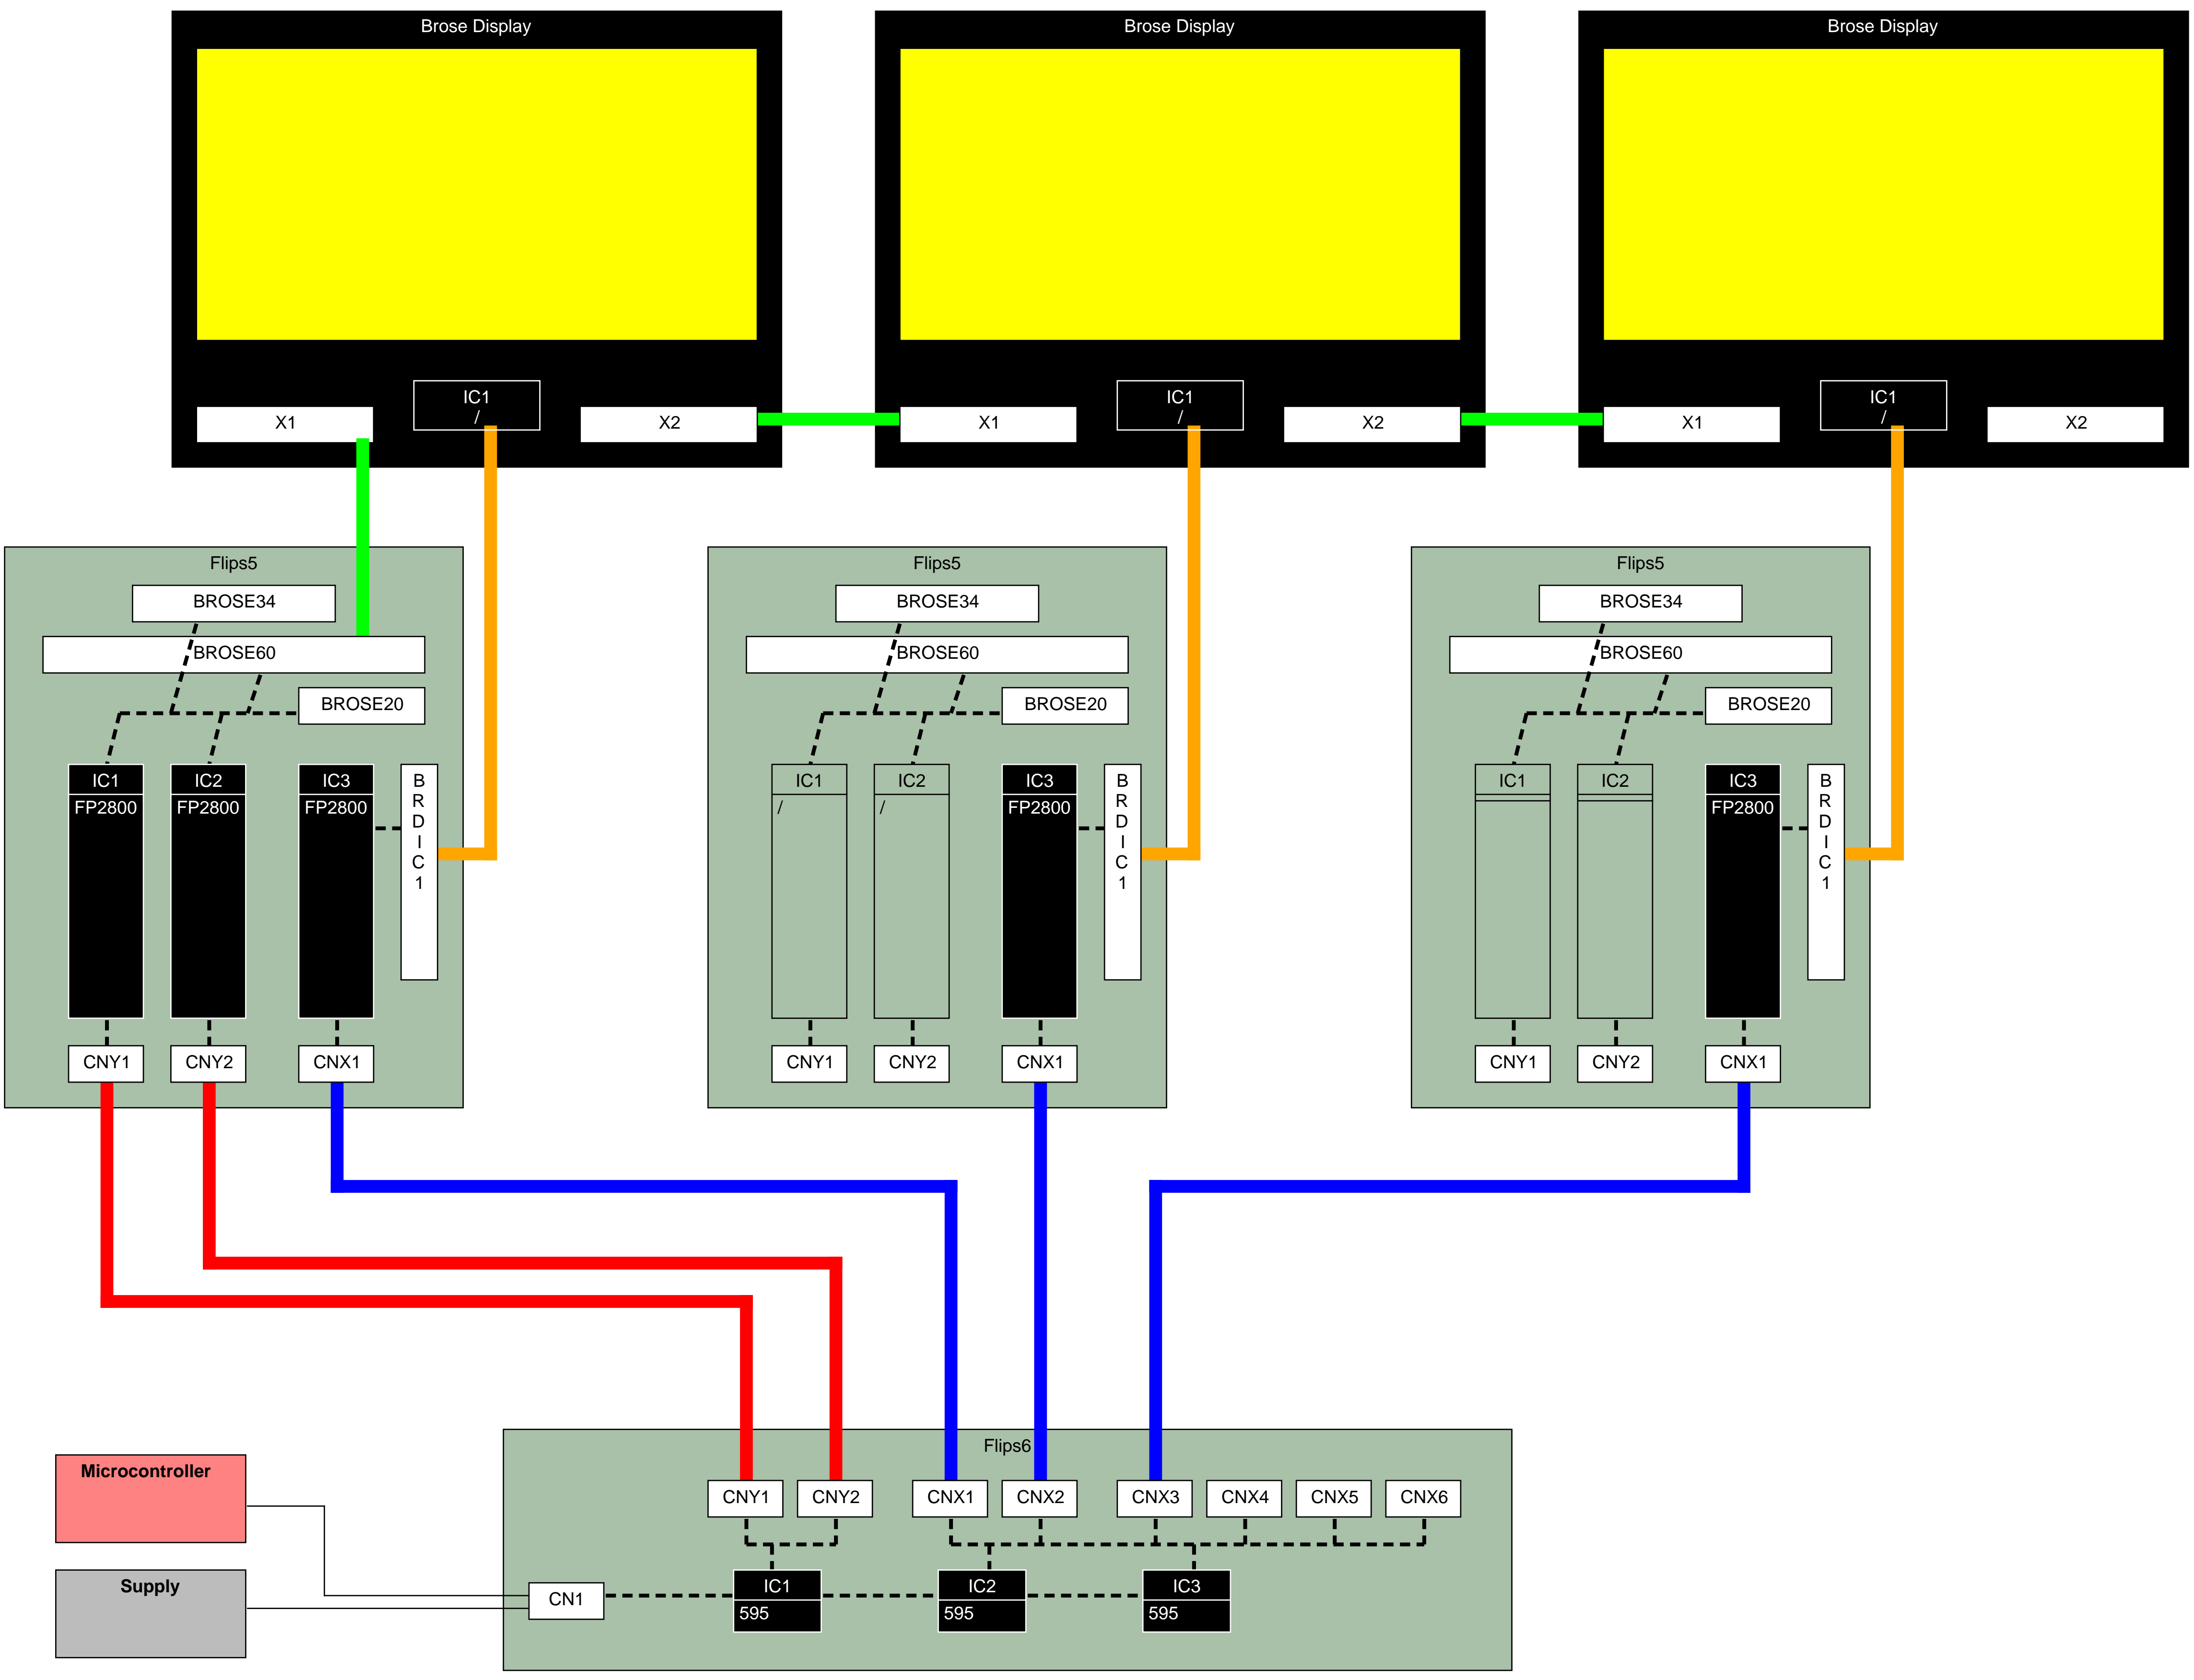 Brose Display
Brose Display
Brose Display
IC1
/
X1
X2
IC1
/
X1
X2
IC1
/
X1
X2
Flips5
BROSE34
BROSE60
BROSE20
IC1
FP2800
IC2
FP2800
IC3
FP2800
B
R
D
I
C
1
CNY1
CNY2
CNX1
Flips5
BROSE34
BROSE60
BROSE20
IC1
/
IC2
/
IC3
FP2800
B
R
D
I
C
1
CNY1
CNY2
CNX1
Flips5
BROSE34
BROSE60
BROSE20
IC1
IC2
IC3
FP2800
B
R
D
I
C
1
CNY1
CNY2
CNX1
Microcontroller
Supply
Flips6
CNY1
CNY2
CNX1
CNX2
CNX3
CNX4
CNX5
CNX6
CN1
IC1
595
IC2
595
IC3
595